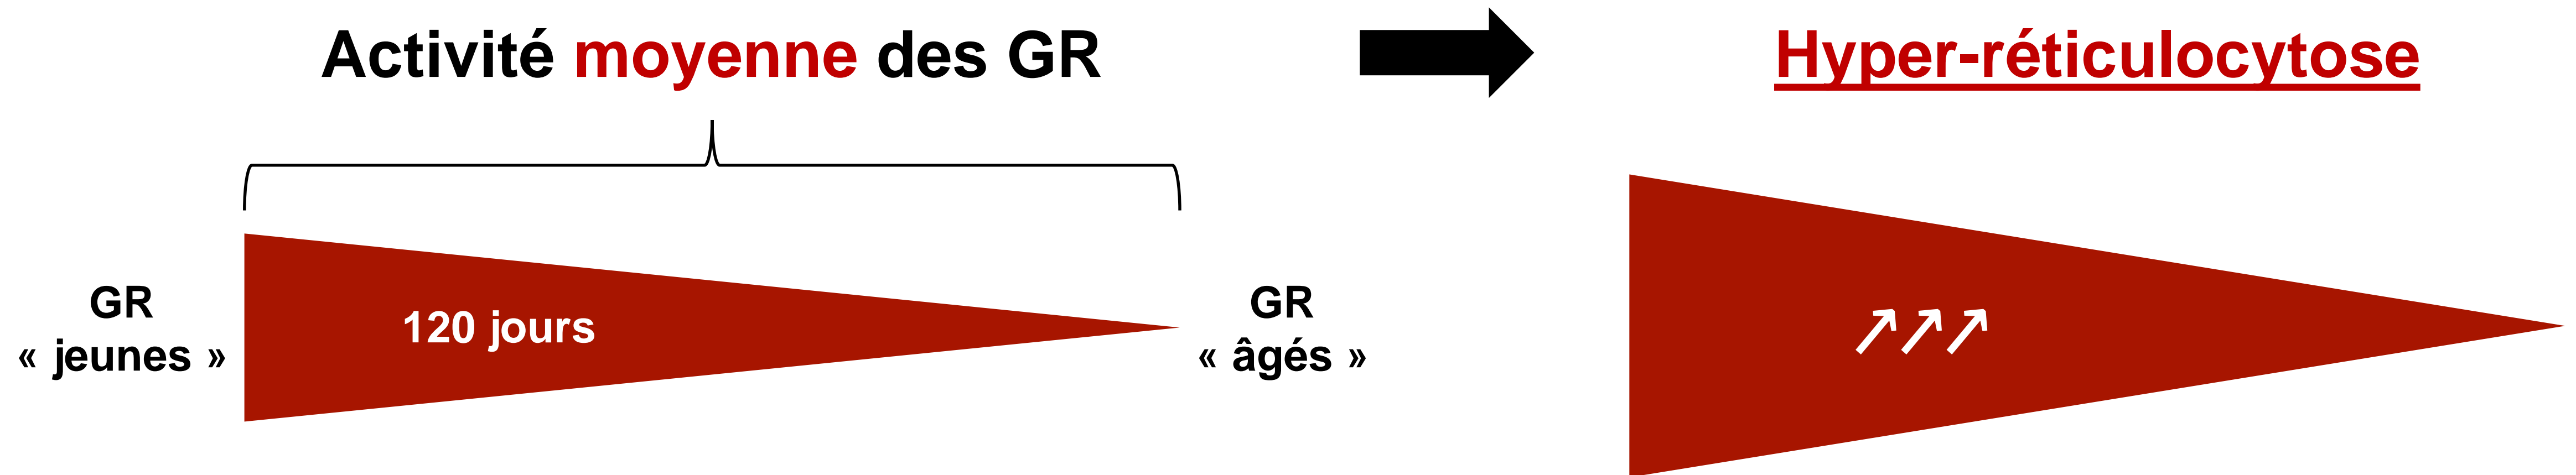 Activité moyenne des GR
Hyper-réticulocytose
GR
« jeunes »
120 jours
GR
« âgés »
↗↗↗